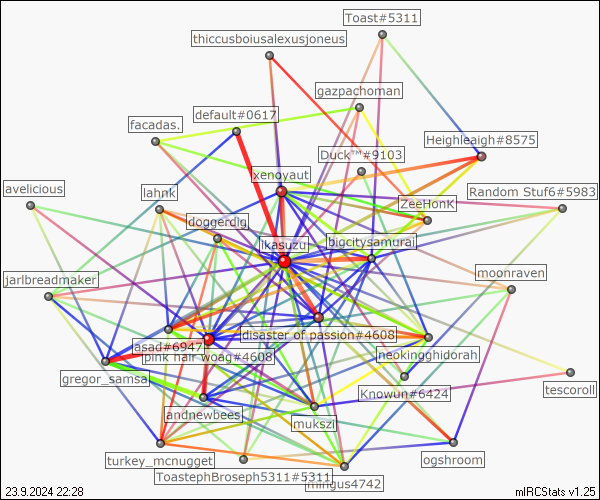 Toast#5311
thiccusboiusalexusjoneus
gazpachoman
default#0617
facadas.
Heighleaigh#8575
Duck™#9103
xenoyaut
avelicious
lahnk
Random Stuf6#5983
ZeeHonK
doggerdig
bigcitysamurai
ikasuzu
jarlbreadmaker
moonraven
disaster of passion#4608
asad#6947
pink hair woag#4608
neokingghidorah
gregor_samsa
Knowun#6424
tescoroll
andnewbees
mukszil
turkey_mcnugget
ogshroom
ToastephBroseph5311#5311
mingus4742
23.9.2024 22:28
mIRCStats v1.25